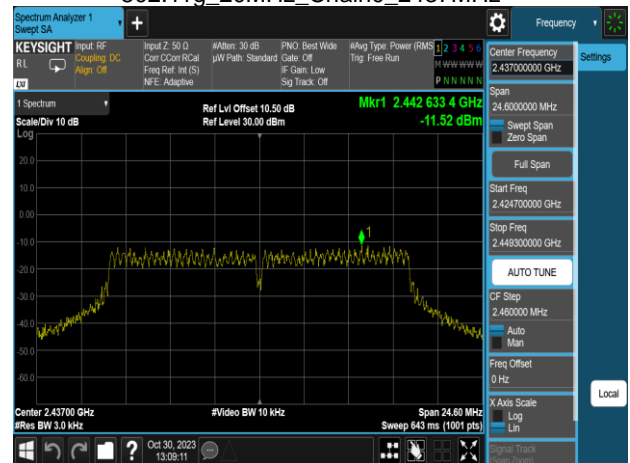 Spectrum Analyzer 1
Swept SA
Frequency
KEYSIGHT
RL
LXI
Input: RF
Coupling: DC
Align: Off
Input Z: 50 Ω
Corr CCorr RCal
Freq Ref: Int (S)
NFE: Adaptive
#Atten: 30 dB
µW Path: Standard
PNO: Best Wide
Gate: Off
IF Gain: Low
Sig Track: Off
#Avg Type: Power (RMS
Trig: Free Run
1 2 3 4 5 6
M W W W W W
P N N N N N
1 Spectrum
Scale/Div 10 dB
Log
Ref Lvl Offset 10.50 dB
Ref Level 30.00 dBm
Mkr1 2.442 633 4 GHz
-11.52 dBm
20.0
10.0
0.00
-10.0
-20.0
-30.0
-40.0
-50.0
-60.0
1
Center 2.43700 GHz
#Res BW 3.0 kHz
#Video BW 10 kHz
Span 24.60 MHz
Sweep 643 ms (1001 pts)
Oct 30, 2023
13:09:11
Center Frequency
2.437000000 GHz
Settings
Span
24.6000000 MHz
Swept Span
Zero Span
Full Span
Start Freq
2.424700000 GHz
Stop Freq
2.449300000 GHz
AUTO TUNE
CF Step
2.460000 MHz
Auto
Man
Freq Offset
0 Hz
X Axis Scale
Log
Lin
Local
Signal Track
(Span Zoom)